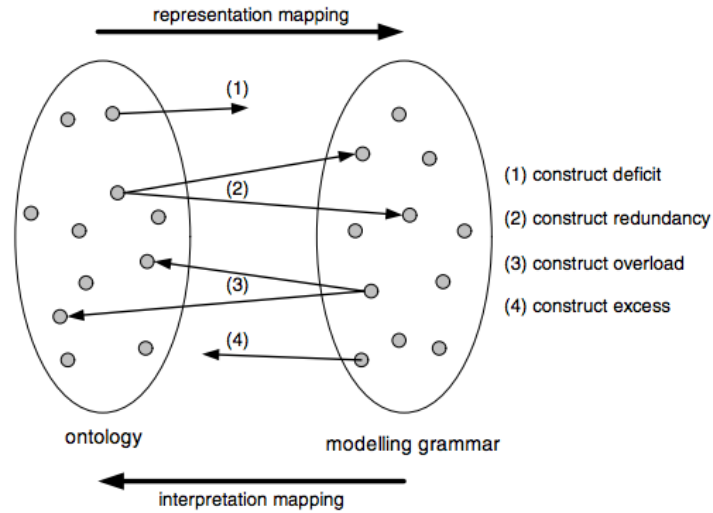 representation mapping
(1)
(2)
(3)
(4)
(1) construct deficit
(2) construct redundancy
(3) construct overload
(4) construct excess
ontology
modelling grammar
interpretation mapping